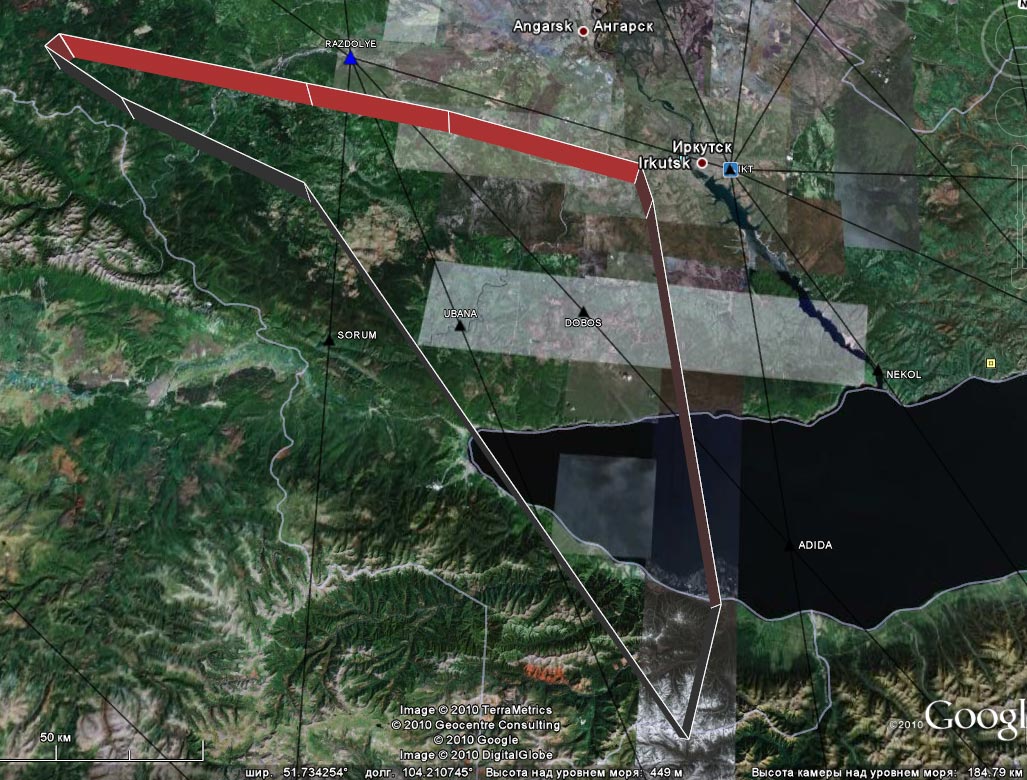 Angarsk Ангарск
RAZDOLYE
Иркутск
Irkutsk
IKT
UBANA
DOBOS
SORUM
NEKOL
ADIDA
Image © 2010 TerraMetrics
© 2010 Geocentre Consulting
© 2010 Google
Image © 2010 DigitalGlobe
©2010 Googl
50 км
шир. 51.734254° долг. 104.210745° Высота над уровнем моря: 449 м
Высота камеры над уровнем моря: 184.79 км
N